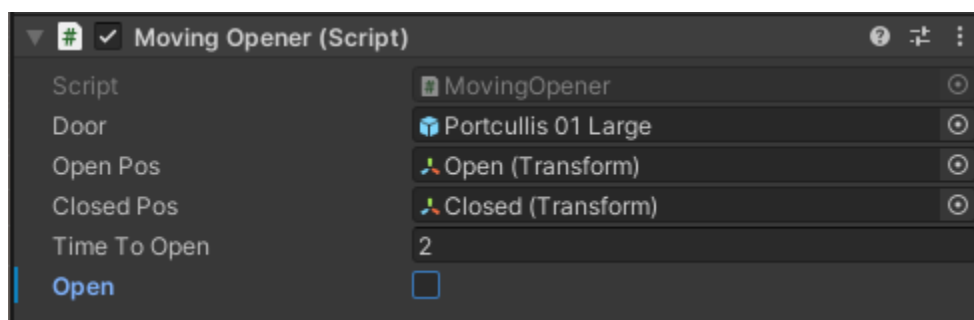 Moving Opener (Script)
Script MovingOpener
Door Portcullis 01 Large
Open Pos Open (Transform)
Closed Pos Closed (Transform)
Time To Open 2
Open